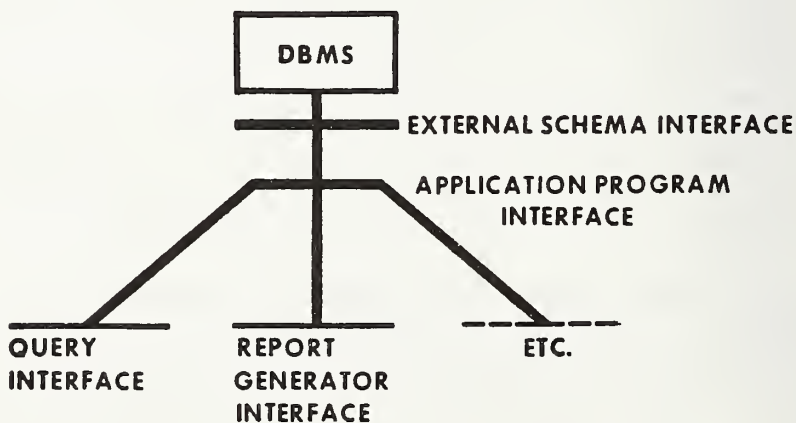 DBMS
EXTERNAL SCHEMA INTERFACE
APPLICATION PROGRAM
INTERFACE
QUERY
INTERFACE
REPORT
GENERATOR
INTERFACE
ETC.